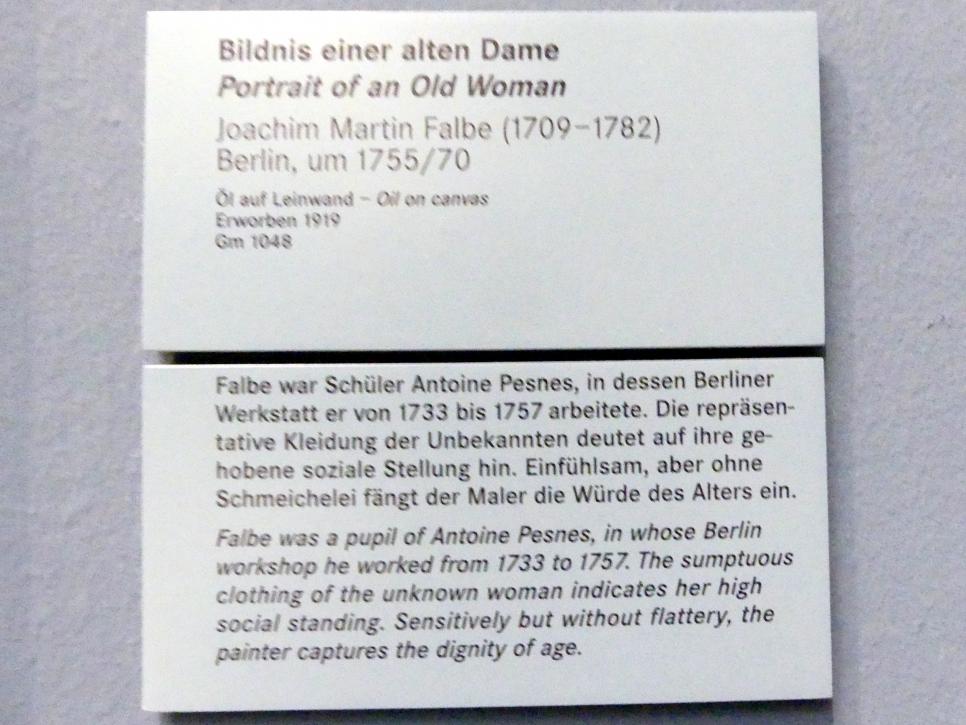 Bildnis einer alten Dame
Portrait of an Old Woman
Joachim Martin Falbe (1709–1782)
Berlin, um 1755/70
Öl auf Leinwand – Oil on canvas
Erworben 1919
Gm 1048
Falbe war Schüler Antoine Pesnes, in dessen Berliner
Werkstatt er von 1733 bis 1757 arbeitete. Die repräsen-
tative Kleidung der Unbekannten deutet auf ihre ge-
hobene soziale Stellung hin. Einfühlsam, aber ohne
Schmeichelei fängt der Maler die Würde des Alters ein.
Falbe was a pupil of Antoine Pesnes, in whose Berlin
workshop he worked from 1733 to 1757. The sumptuous
clothing of the unknown woman indicates her high
social standing. Sensitively but without flattery, the
painter captures the dignity of age.